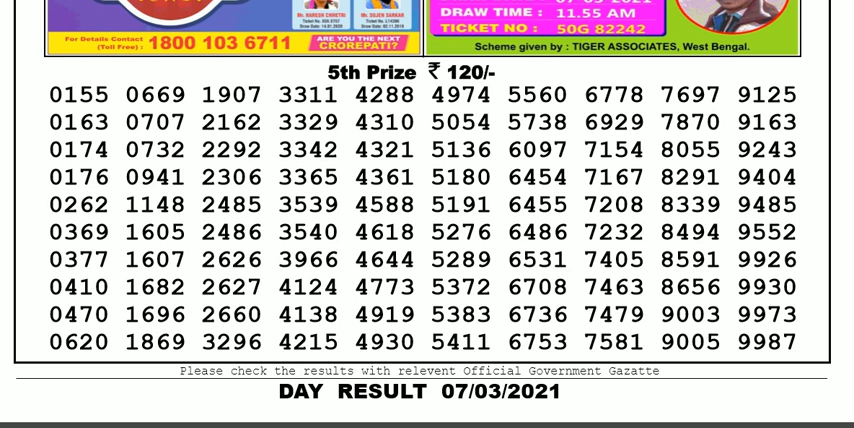 Mr. NARESH CHHETRI
Mr. SUJEN SARKAR
For Details Contact
(Toll Free) : 1800 103 6711
ARE YOU THE NEXT
CROREPATI?
DRAW TIME : 11.55 AM
TICKET NO : 50G 82242
Scheme given by : TIGER ASSOCIATES, West Bengal.
5th Prize ₹ 120/-
0155 0669 1907 3311 4288 4974 5560 6778 7697 9125
0163 0707 2162 3329 4310 5054 5738 6929 7870 9163
0174 0732 2292 3342 4321 5136 6097 7154 8055 9243
0176 0941 2306 3365 4361 5180 6454 7167 8291 9404
0262 1148 2485 3539 4588 5191 6455 7208 8339 9485
0369 1605 2486 3540 4618 5276 6486 7232 8494 9552
0377 1607 2626 3966 4644 5289 6531 7405 8591 9926
0410 1682 2627 4124 4773 5372 6708 7463 8656 9930
0470 1696 2660 4138 4919 5383 6736 7479 9003 9973
0620 1869 3296 4215 4930 5411 6753 7581 9005 9987
Please check the results with relevent Official Government Gazatte
DAY RESULT 07/03/2021